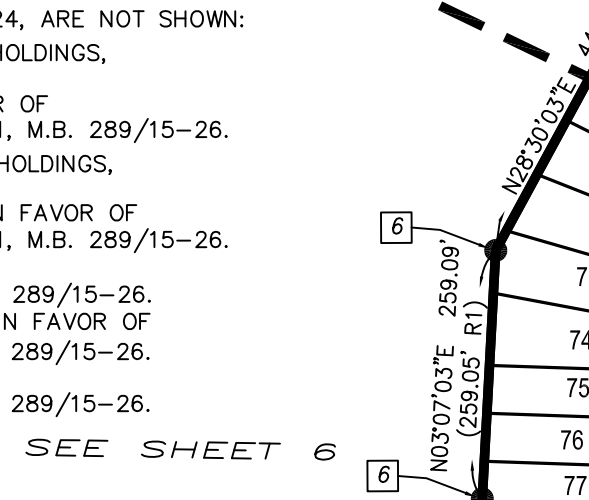 24, ARE NOT SHOWN:
HOLDINGS,
R OF
M.B. 289/15-26.
HOLDINGS,
N FAVOR OF
M.B. 289/15-26.
289/15-26.
N FAVOR OF
289/15-26.
289/15-26.
SEE SHEET 6
N28°30'03"E
44
6
259.09'
N03°07'03"E
(259.05' R1)
7
74
75
76
6
77